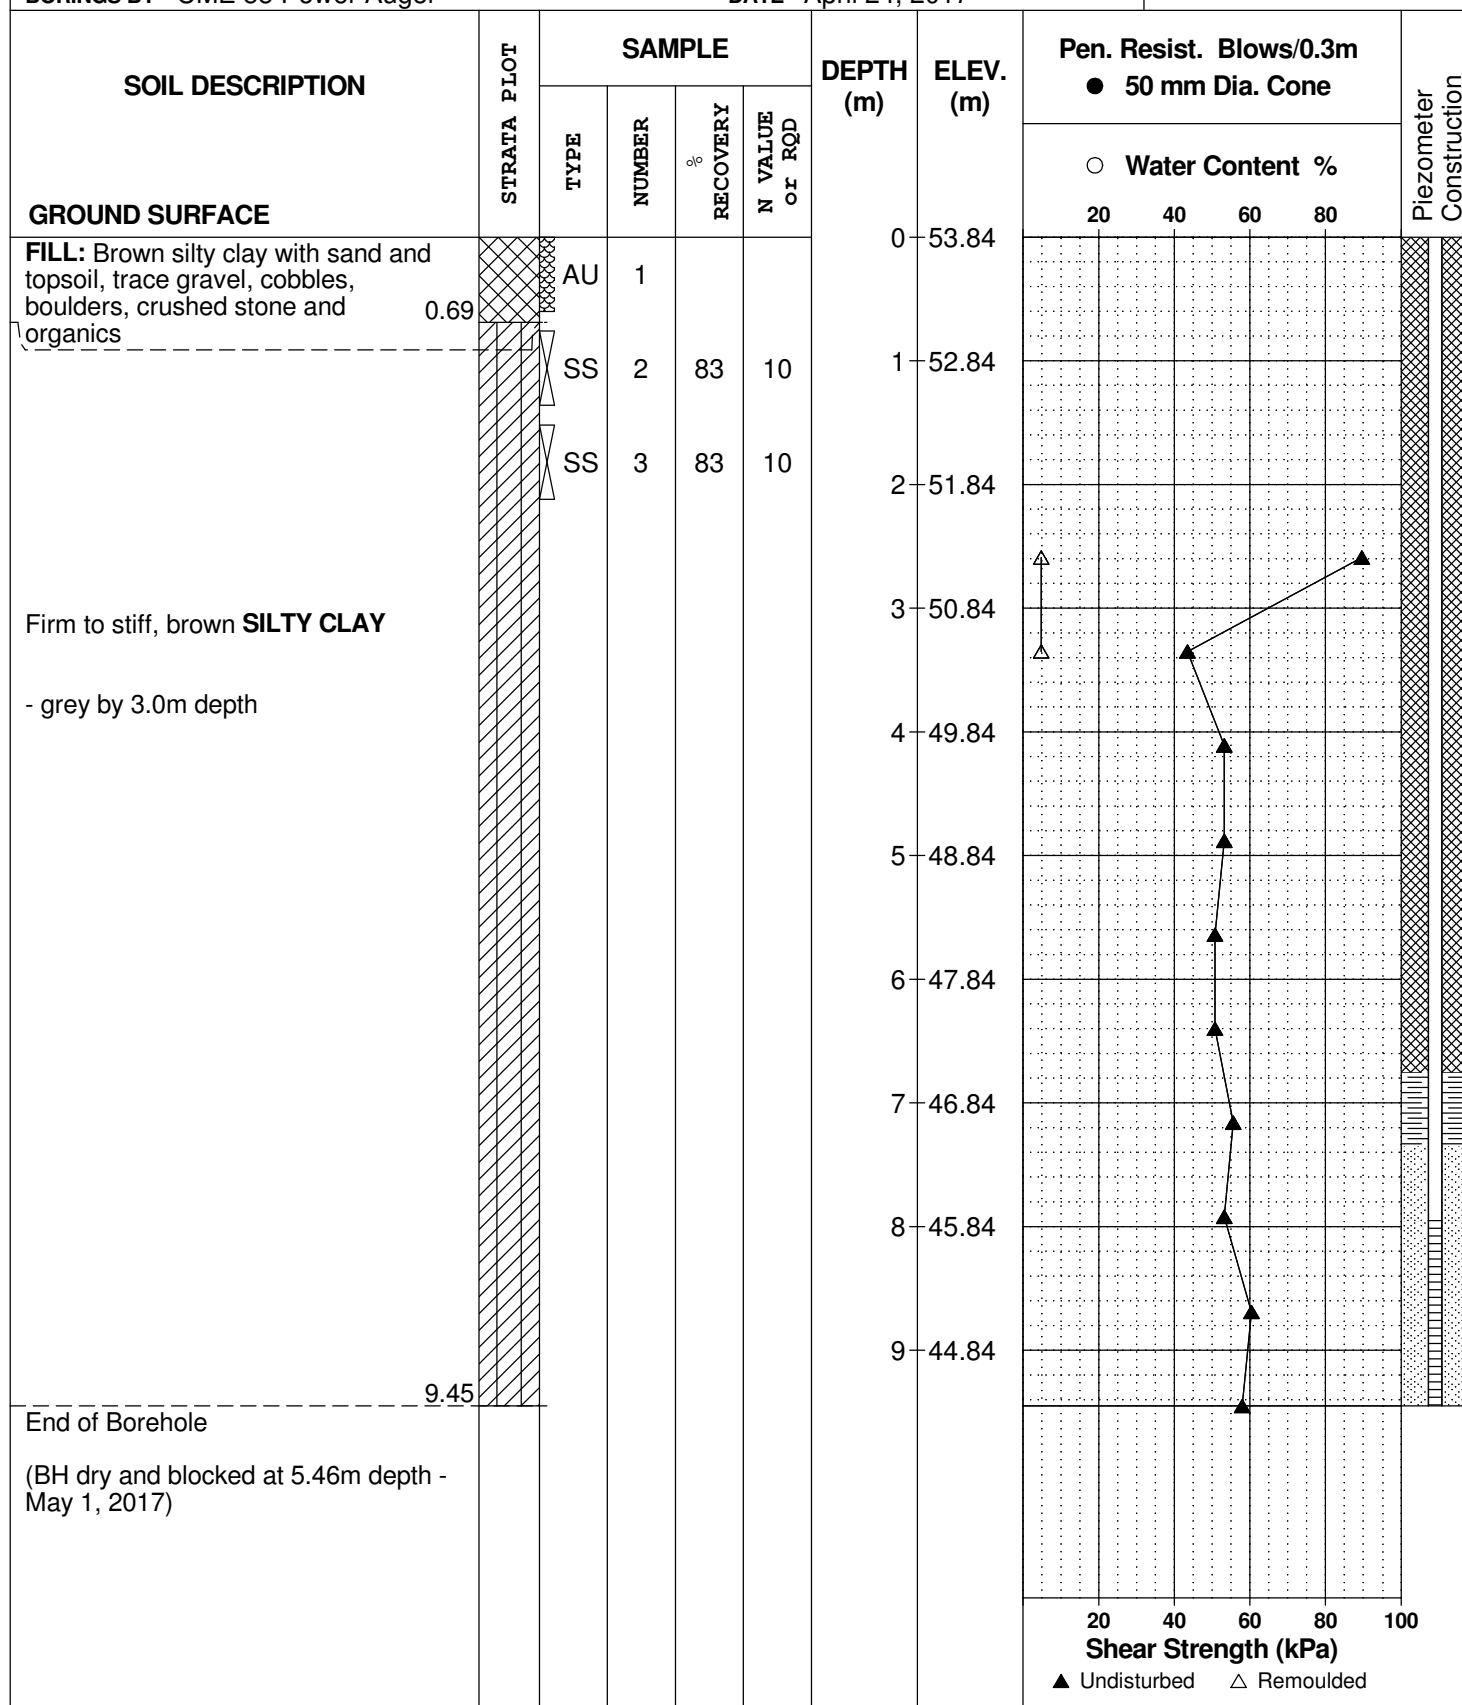 SOIL DESCRIPTION
GROUND SURFACE
STRATA PLOT
SAMPLE
TYPE
NUMBER
%
RECOVERY
N VALUE
or RQD
DEPTH
(m)
ELEV.
(m)
Pen. Resist. Blows/0.3m
● 50 mm Dia. Cone
○ Water Content %
20 40 60 80
Piezometer
Construction
FILL: Brown silty clay with sand and
topsoil, trace gravel, cobbles,
boulders, crushed stone and 0.69
organics
AU 1
SS 2 83 10
SS 3 83 10
0 53.84
1 52.84
2 51.84
3 50.84
4 49.84
5 48.84
6 47.84
7 46.84
8 45.84
9 44.84
Firm to stiff, brown SILTY CLAY
- grey by 3.0m depth
9.45
End of Borehole
(BH dry and blocked at 5.46m depth -
May 1, 2017)
20 40 60 80 100
Shear Strength (kPa)
▲ Undisturbed △ Remoulded